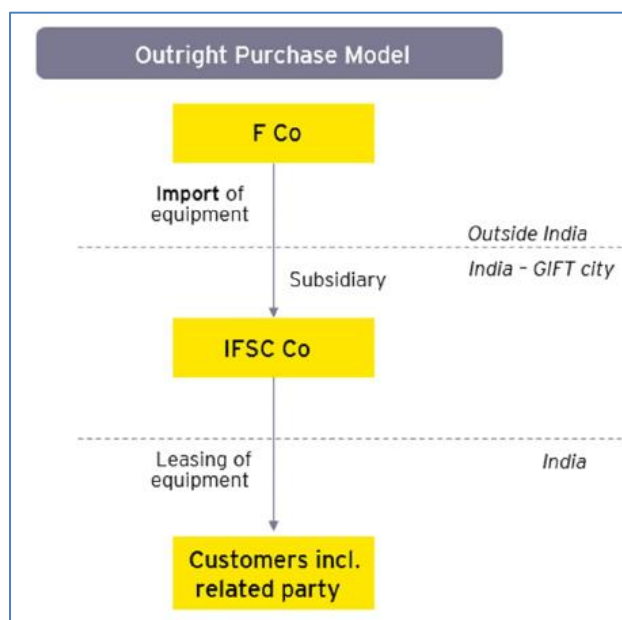 Outright Purchase Model
F Co
Import of
equipment
Outside India
India – GIFT city
Subsidiary
IFSC Co
Leasing of
equipment
India
Customers incl.
related party